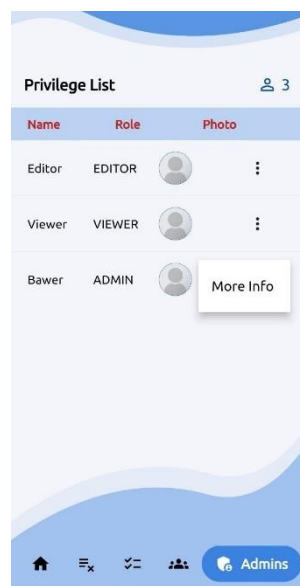 Privilege List 3
Name Role Photo
Editor EDITOR
Viewer VIEWER
Bawer ADMIN More Info
Admins